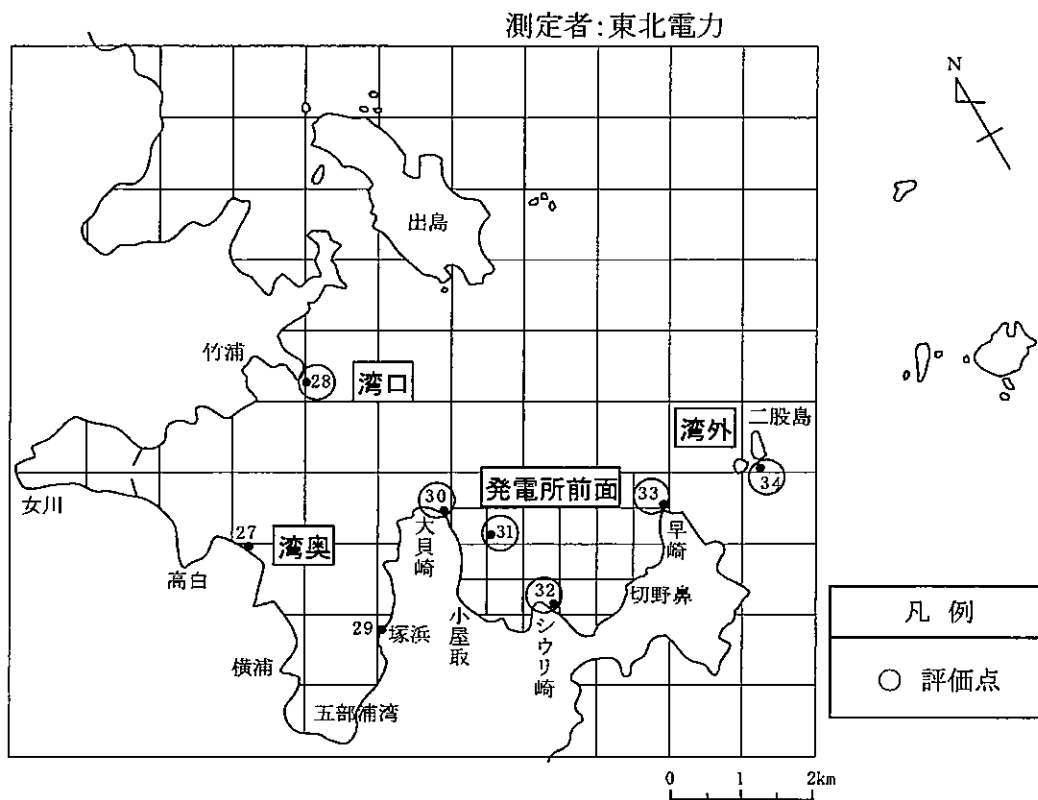 測定者:東北電力
N
出島
竹浦
28
湾口
湾外
二股島
34
女川
30
発電所前面
33
大貝崎
31
早崎
27
湾奥
高白
32
切野鼻
29
塚浜
小屋取
シウリ崎
横浦
五部浦湾
凡例
○ 評価点
0 1 2km